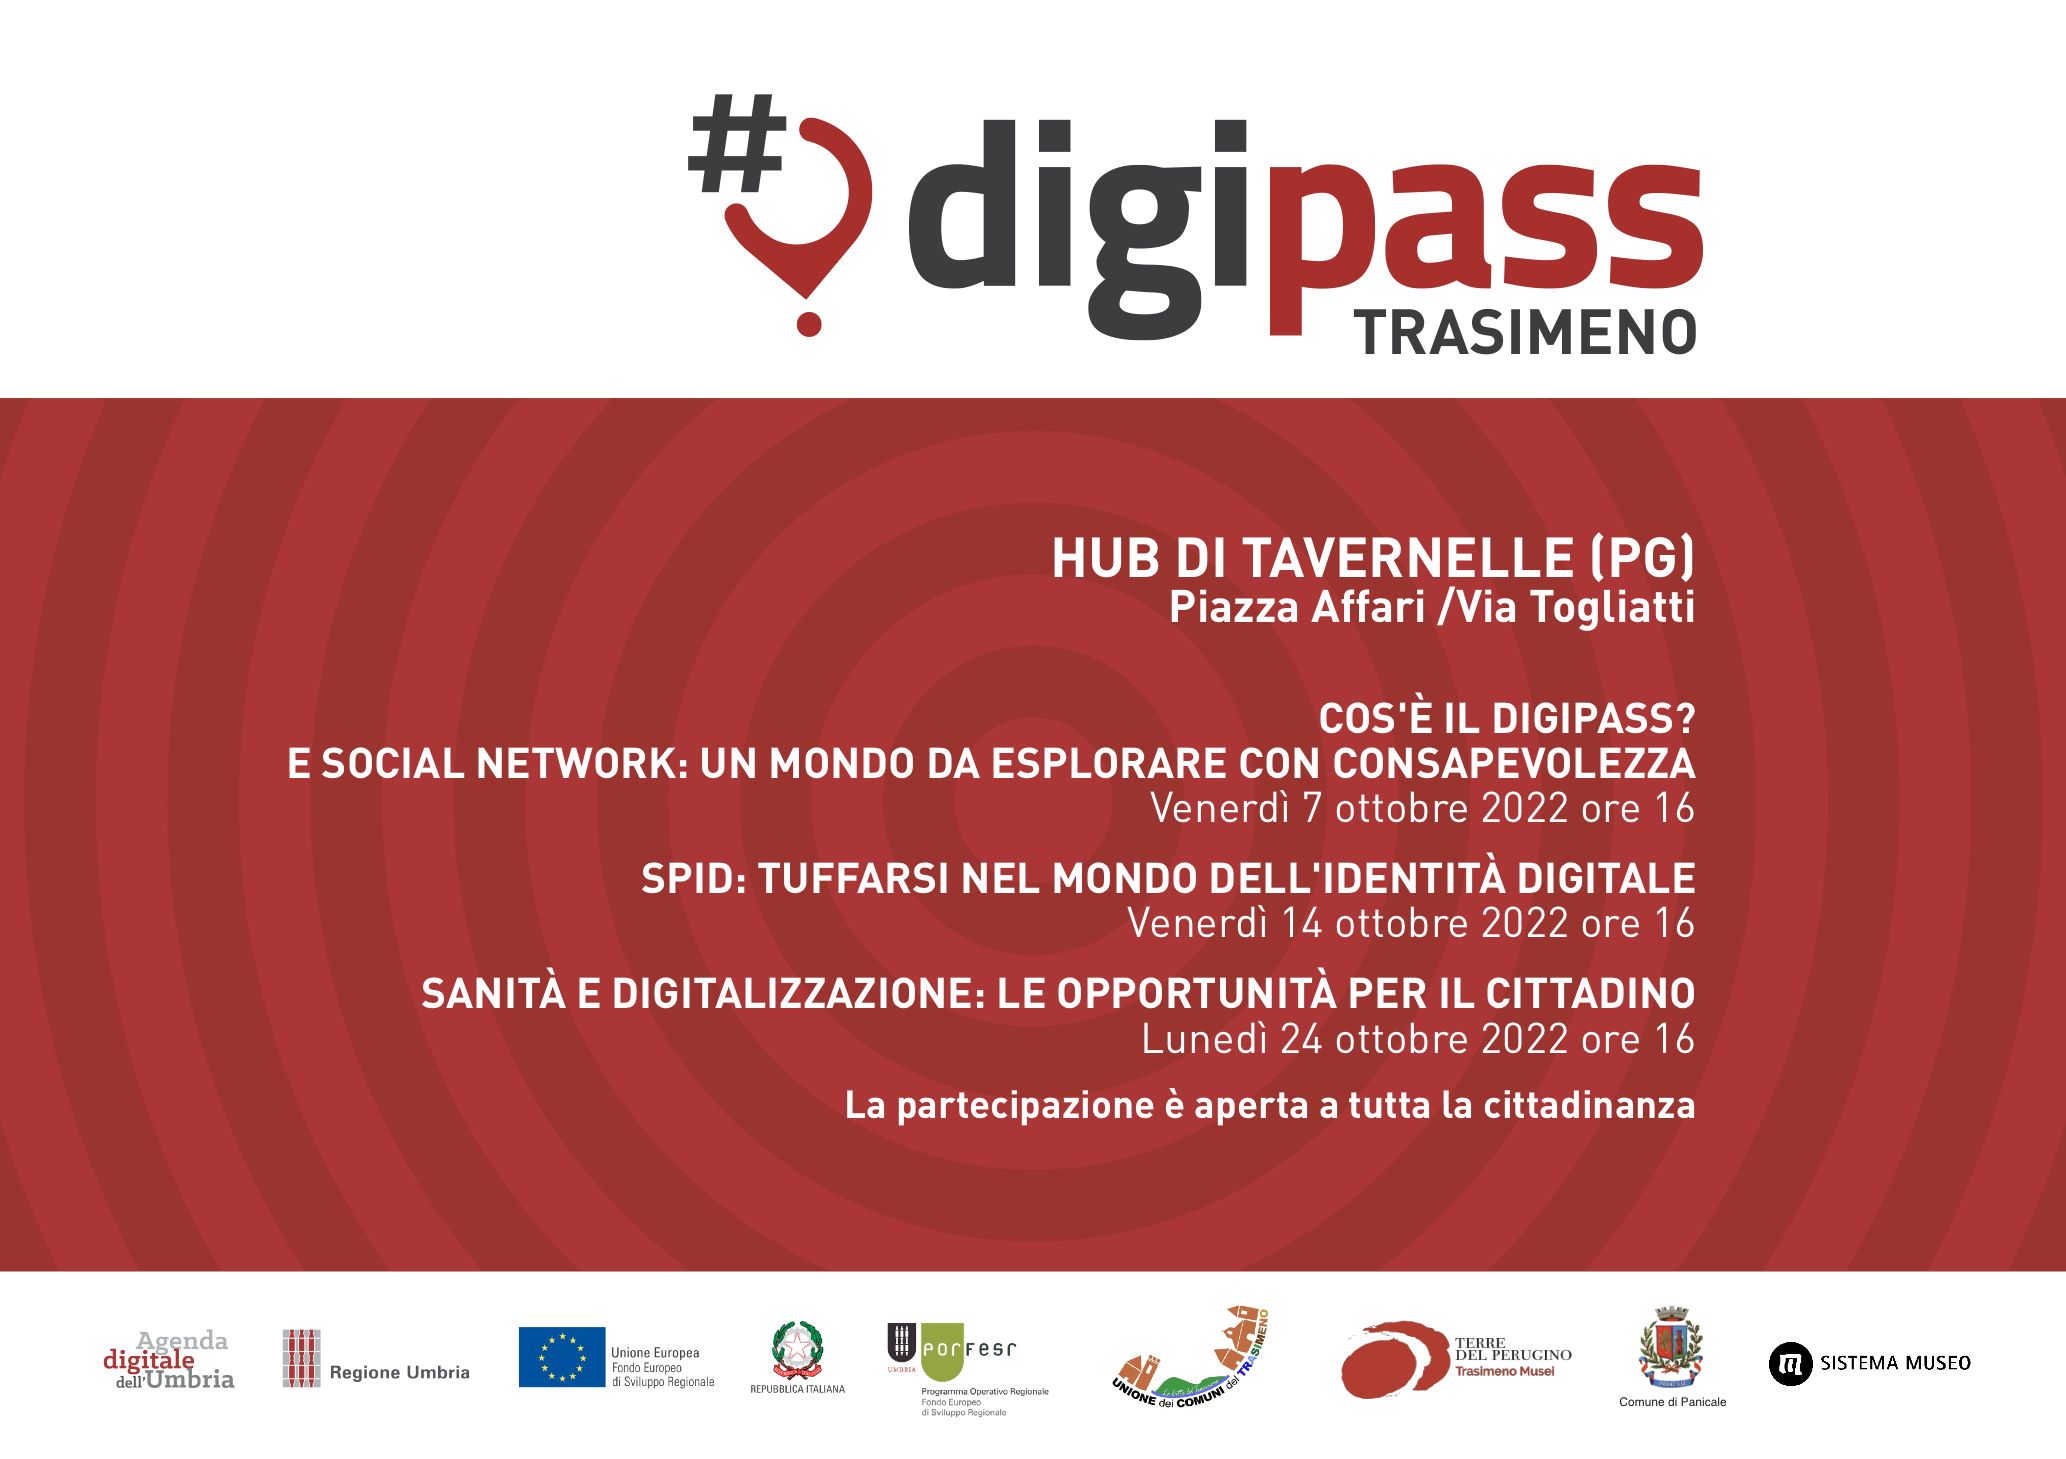 #digipass
TRASIMENO
HUB DI TAVERNELLE (PG)
Piazza Affari /Via Togliatti
COS'È IL DIGIPASS?
E SOCIAL NETWORK: UN MONDO DA ESPLORARE CON CONSAPEVOLEZZA
Venerdì 7 ottobre 2022 ore 16
SPID: TUFFARSI NEL MONDO DELL'IDENTITÀ DIGITALE
Venerdì 14 ottobre 2022 ore 16
SANITÀ E DIGITALIZZAZIONE: LE OPPORTUNITÀ PER IL CITTADINO
Lunedì 24 ottobre 2022 ore 16
La partecipazione è aperta a tutta la cittadinanza
Agenda
digitale
dell'Umbria
Regione Umbria
Unione Europea
Fondo Europeo
di Sviluppo Regionale
REPUBBLICA ITALIANA
UMBRIA
PorFesr
Programma Operativo Regionale
Fondo Europeo
di Sviluppo Regionale
UNIONE dei COMUNI del TRASIMENO
TERRE
DEL PERUGINO
Trasimeno Musei
Comune di Panicale
SISTEMA MUSEO